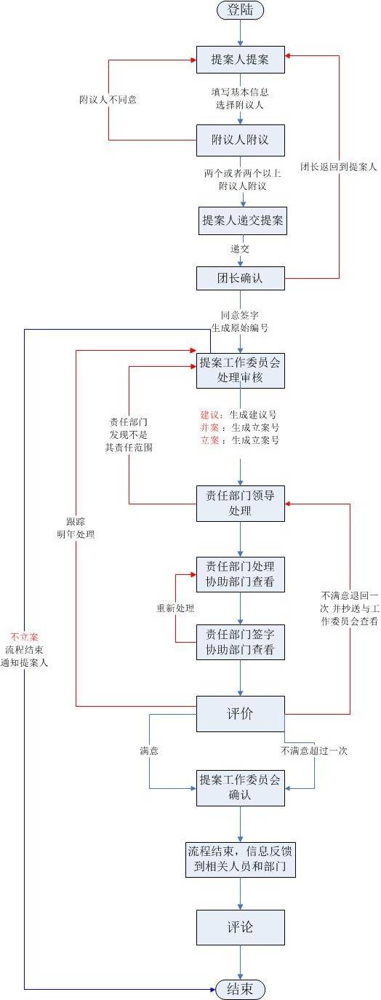 登陆
提案人提案
填写基本信息
选择附议人
附议人不同意
附议人附议
团长返回到提案人
两个或者两个以上
附议人附议
提案人递交提案
递交
团长确认
同意签字
生成原始编号
提案工作委员会
处理审核
建议：生成建议号
并案：生成立案号
立案：生成立案号
责任部门
发现不是
其责任范围
责任部门领导
处理
跟踪
明年处理
责任部门处理
协助部门查看
重新处理
不满意退回一
次 并抄送与工
作委员会查看
责任部门签字
协助部门查看
不立案
流程结束
通知提案人
评价
满意
不满意超过一次
提案工作委员会
确认
流程结束，信息反馈
到相关人员和部门
评论
结束